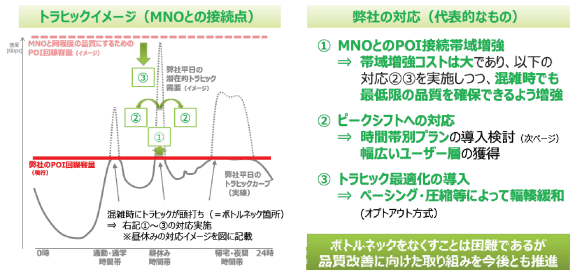 トラヒックイメージ（MNOとの接続点）
速度
[Gbps]
MNOと同程度の品質にするための
POI回線容量（イメージ）
弊社平日の
潜在的トラヒック
需要（イメージ）
③
②
②
①
弊社のPOI回線容量
（現行）
弊社平日の
トラヒックカーブ
（実線）
混雑時にトラヒックが頭打ち（＝ボトルネック箇所）
⇒ 右記①～③の対応実施
※昼休みの対応イメージを図に記載
0時
通勤・通学
時間帯
昼休み
時間帯
帰宅・夜間
時間帯
24時
弊社の対応（代表的なもの）
① MNOとのPOI接続帯域増強
⇒ 帯域増強コストは大であり、以下の
対応②③を実施しつつ、混雑時でも
最低限の品質を確保できるよう増強
② ピークシフトへの対応
⇒ 時間帯別プランの導入検討（次ページ）
幅広いユーザー層の獲得
③ トラヒック最適化の導入
⇒ ペーシング・圧縮等によって輻輳緩和
（オプトアウト方式）
ボトルネックをなくすことは困難であるが
品質改善に向けた取り組みを今後とも推進